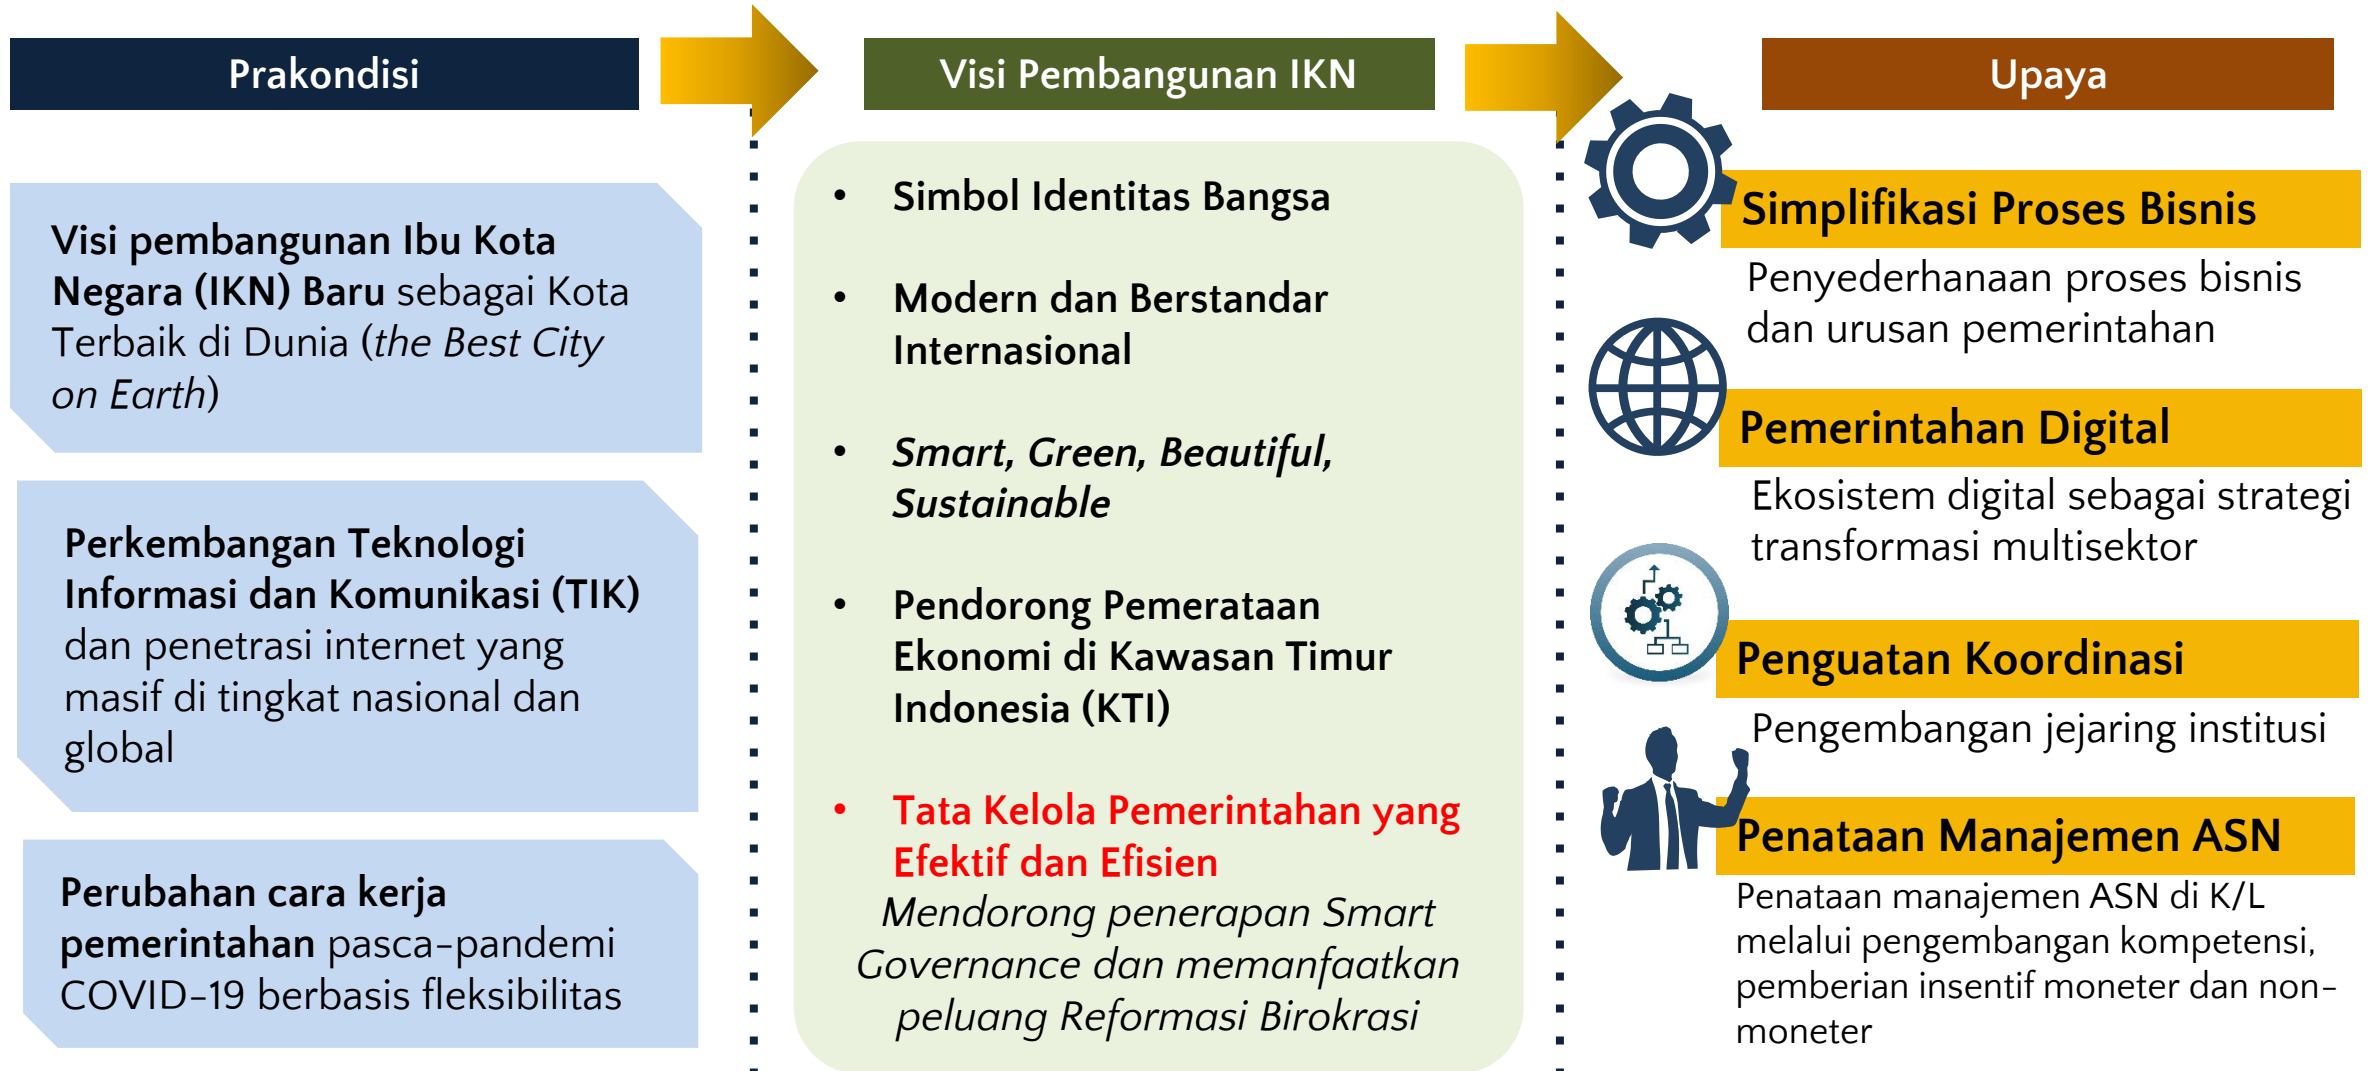 Prakondisi
Visi pembangunan Ibu Kota
Negara (IKN) Baru sebagai Kota
Terbaik di Dunia (the Best City
on Earth)
Perkembangan Teknologi
Informasi dan Komunikasi (TIK)
dan penetrasi internet yang
masif di tingkat nasional dan
global
Perubahan cara kerja
pemerintahan pasca-pandemi
COVID-19 berbasis fleksibilitas
Visi Pembangunan IKN
• Simbol Identitas Bangsa
• Modern dan Berstandar
Internasional
• Smart, Green, Beautiful,
Sustainable
• Pendorong Pemerataan
Ekonomi di Kawasan Timur
Indonesia (KTI)
• Tata Kelola Pemerintahan yang
Efektif dan Efisien
Mendorong penerapan Smart
Governance dan memanfaatkan
peluang Reformasi Birokrasi
Upaya
Simplifikasi Proses Bisnis
Penyederhanaan proses bisnis
dan urusan pemerintahan
Pemerintahan Digital
Ekosistem digital sebagai strategi
transformasi multisektor
Penguatan Koordinasi
Pengembangan jejaring institusi
Penataan Manajemen ASN
Penataan manajemen ASN di K/L
melalui pengembangan kompetensi,
pemberian insentif moneter dan non-
moneter